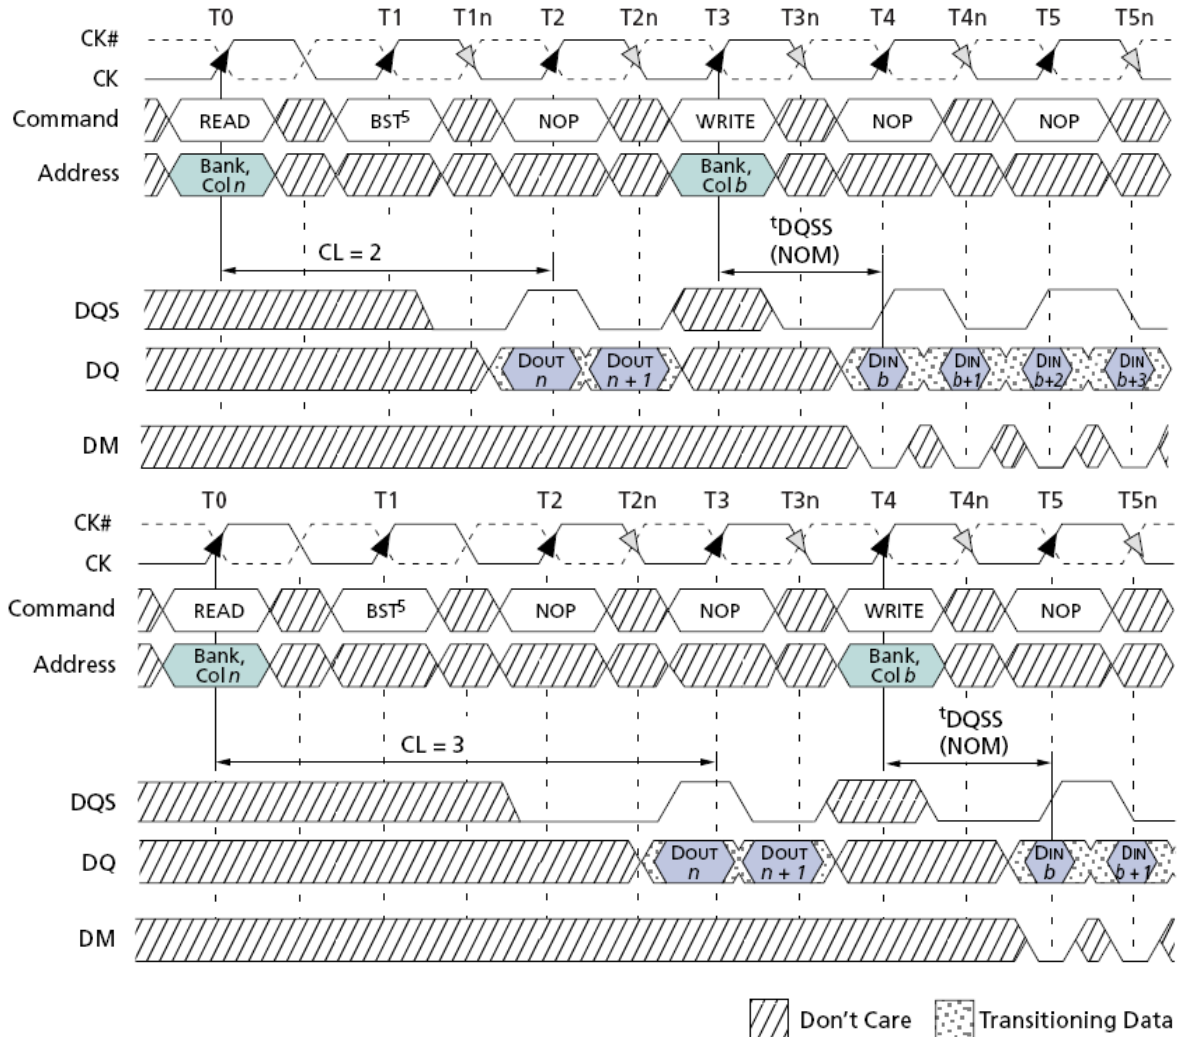 T0 T1 T1n T2 T2n T3 T3n T4 T4n T5 T5n
CK#
CK
Command READ BST5 NOP WRITE NOP NOP
Address Bank, Col n Bank, Col b
CL = 2
tDQSS
(NOM)
DQS
DQ DOUT n DOUT n + 1 DIN b DIN b+1 DIN b+2 DIN b+3
DM
T0 T1 T2 T2n T3 T3n T4 T4n T5 T5n
CK#
CK
Command READ BST5 NOP NOP WRITE NOP
Address Bank, Col n Bank, Col b
CL = 3
tDQSS
(NOM)
DQS
DQ DOUT n DOUT n + 1 DIN b DIN b+1
DM
Don't Care Transitioning Data